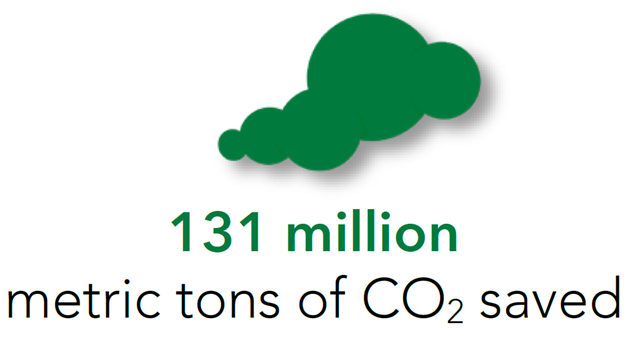 131 million
metric tons of CO₂ saved